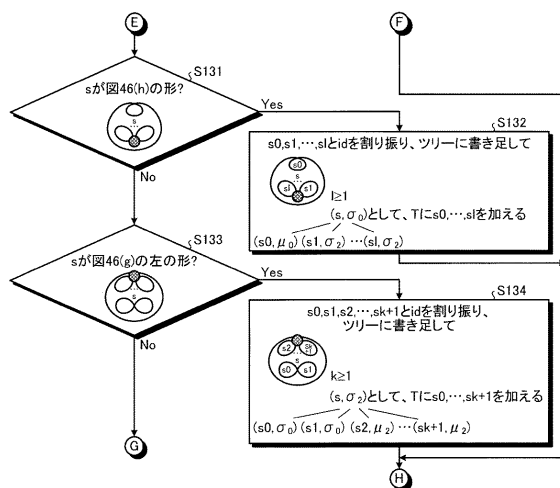 E
F
S131
sが図46(h)の形?
s
…
Yes
No
S132
s0,s1,…,slとidを割り振り、ツリーに書き足して
s0
s
…
sl
s1
l≥1
(s,σ0)として、Tにs0,…,slを加える
(s0,μ0) (s1,σ2) …(sl,σ2)
S133
sが図46(g)の左の形?
…
s
Yes
No
S134
s0,s1,s2,…,sk+1とidを割り振り、
ツリーに書き足して
s2
…
sk+1
s
s0
s1
k≥1
(s,σ2)として、Tにs0,…,sk+1を加える
(s0,σ0) (s1,σ0) (s2,μ2) …(sk+1,μ2)
G
H